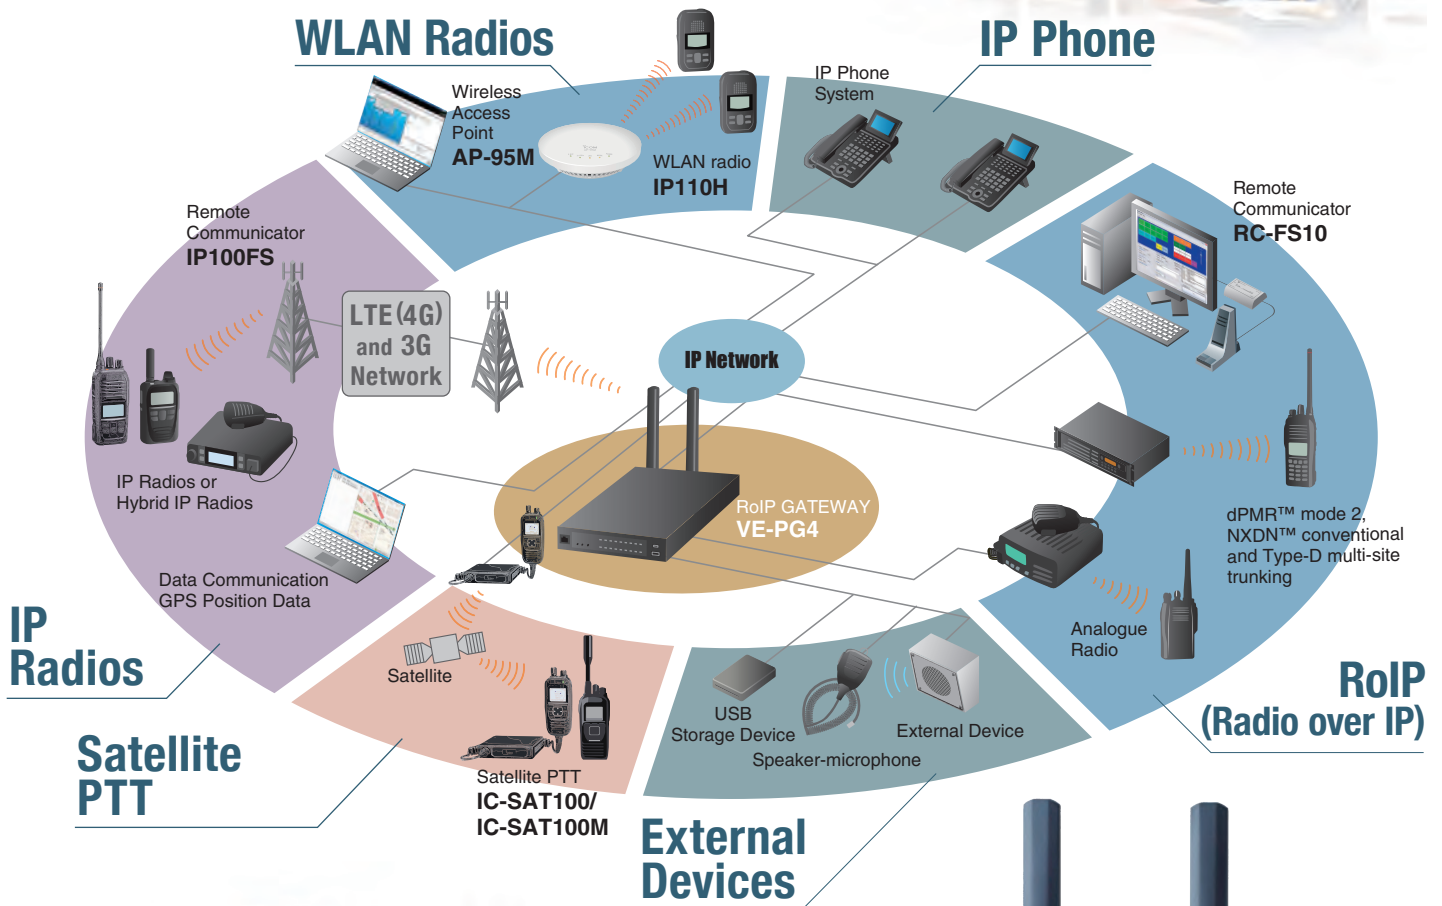 WLAN Radios
IP Phone
Wireless
Access
Point
AP-95M
WLAN radio
IP110H
IP Phone
System
Remote
Communicator
RC-FS10
Remote
Communicator
IP100FS
LTE (4G)
and 3G
Network
IP Network
IP Radios or
Hybrid IP Radios
RoIP GATEWAY
VE-PG4
dPMR™ mode 2,
NXDN™ conventional
and Type-D multi-site
trunking
Data Communication
GPS Position Data
Analogue
Radio
IP
Radios
Satellite
USB
Storage Device
Speaker-microphone
External Device
RoIP
(Radio over IP)
Satellite
PTT
Satellite PTT
IC-SAT100/
IC-SAT100M
External
Devices